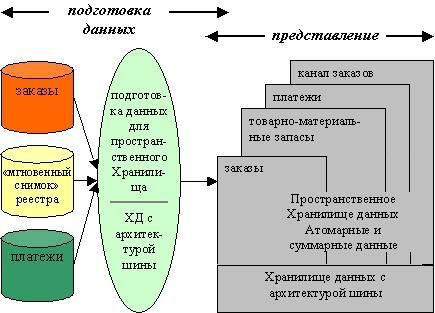 подготовка
данных
представление
заказы
«мгновенный
снимок»
реестра
платежи
подготов-
ка данных
для
простран-
ственного
Хранили-
ща
ХД с
архитек-
турой
шины
канал заказов
платежи
товарно-материаль-
ные запасы
заказы
Пространственное
Хранилище данных
Атомарные и
суммарные данные
Хранилище данных с
архитектурой шины